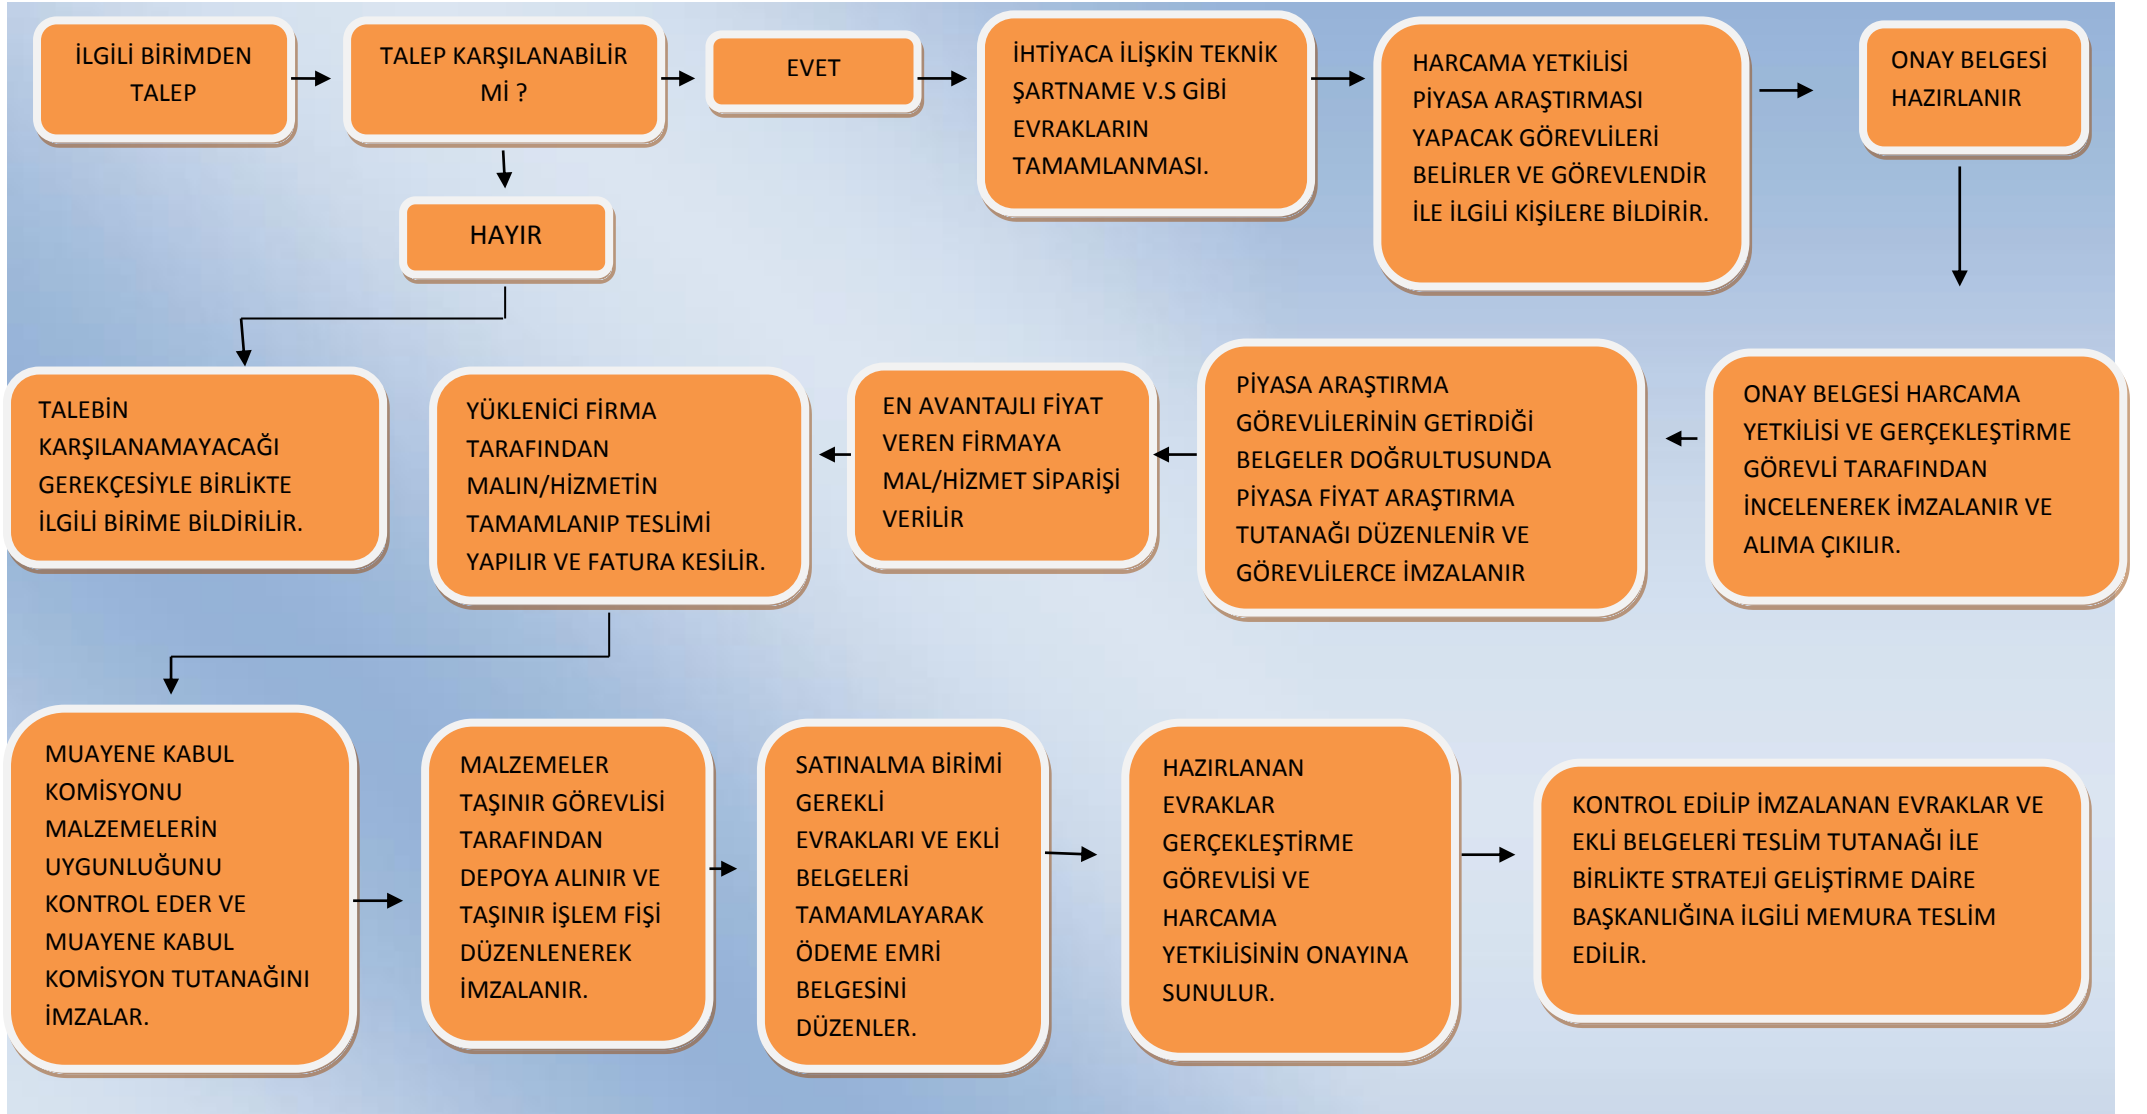 İLGİLİ BİRİMDEN
TALEP
TALEP KARŞILANABİLİR
Mİ ?
EVET
İHTİYACA İLİŞKİN TEKNİK
ŞARTNAME V.S GİBİ
EVRAKLARIN
TAMAMLANMASI.
HARCAMA YETKİLİSİ
PİYASA ARAŞTIRMASI
YAPACAK GÖREVLİLERİ
BELİRLER VE GÖREVLENDİR
İLE İLGİLİ KİŞİLERE BİLDİRİR.
ONAY BELGESİ
HAZIRLANIR
HAYIR
TALEBİN
KARŞILANAMAYACAĞI
GEREKÇESİYLE BİRLİKTE
İLGİLİ BİRİME BİLDİRİLİR.
ONAY BELGESİ HARCAMA
YETKİLİSİ VE GERÇEKLEŞTİRME
GÖREVLİ TARAFINDAN
İNCELENEREK İMZALANIR VE
ALIMA ÇIKILIR.
PİYASA ARAŞTIRMA
GÖREVLİLERİNİN GETİRDİĞİ
BELGELER DOĞRULTUSUNDA
PİYASA FİYAT ARAŞTIRMA
TUTANAĞI DÜZENLENİR VE
GÖREVLİLERCE İMZALANIR
EN AVANTAJLI FİYAT
VEREN FİRMAYA
MAL/HİZMET SİPARİŞİ
VERİLİR
YÜKLENİCİ FİRMA
TARAFINDAN
MALIN/HİZMETİN
TAMAMLANIP TESLİMİ
YAPILIR VE FATURA KESİLİR.
MUAYENE KABUL
KOMİSYONU
MALZEMELERİN
UYGUNLUĞUNU
KONTROL EDER VE
MUAYENE KABUL
KOMİSYON TUTANAĞINI
İMZALAR.
MALZEMELER
TAŞINIR GÖREVLİSİ
TARAFINDAN
DEPOYA ALINIR VE
TAŞINIR İŞLEM FİŞİ
DÜZENLENEREK
İMZALANIR.
SATINALMA BİRİMİ
GEREKLİ
EVRAKLARI VE EKLİ
BELGELERİ
TAMAMLAYARAK
ÖDEME EMRİ
BELGESİNİ
DÜZENLER.
HAZIRLANAN
EVRAKLAR
GERÇEKLEŞTİRME
GÖREVLİSİ VE
HARCAMA
YETKİLİSİNİN ONAYINA
SUNULUR.
KONTROL EDİLİP İMZALANAN EVRAKLAR VE
EKLİ BELGELERİ TESLİM TUTANAĞI İLE
BİRLİKTE STRATEJİ GELİŞTİRME DAİRE
BAŞKANLIĞINA İLGİLİ MEMURA TESLİM
EDİLİR.